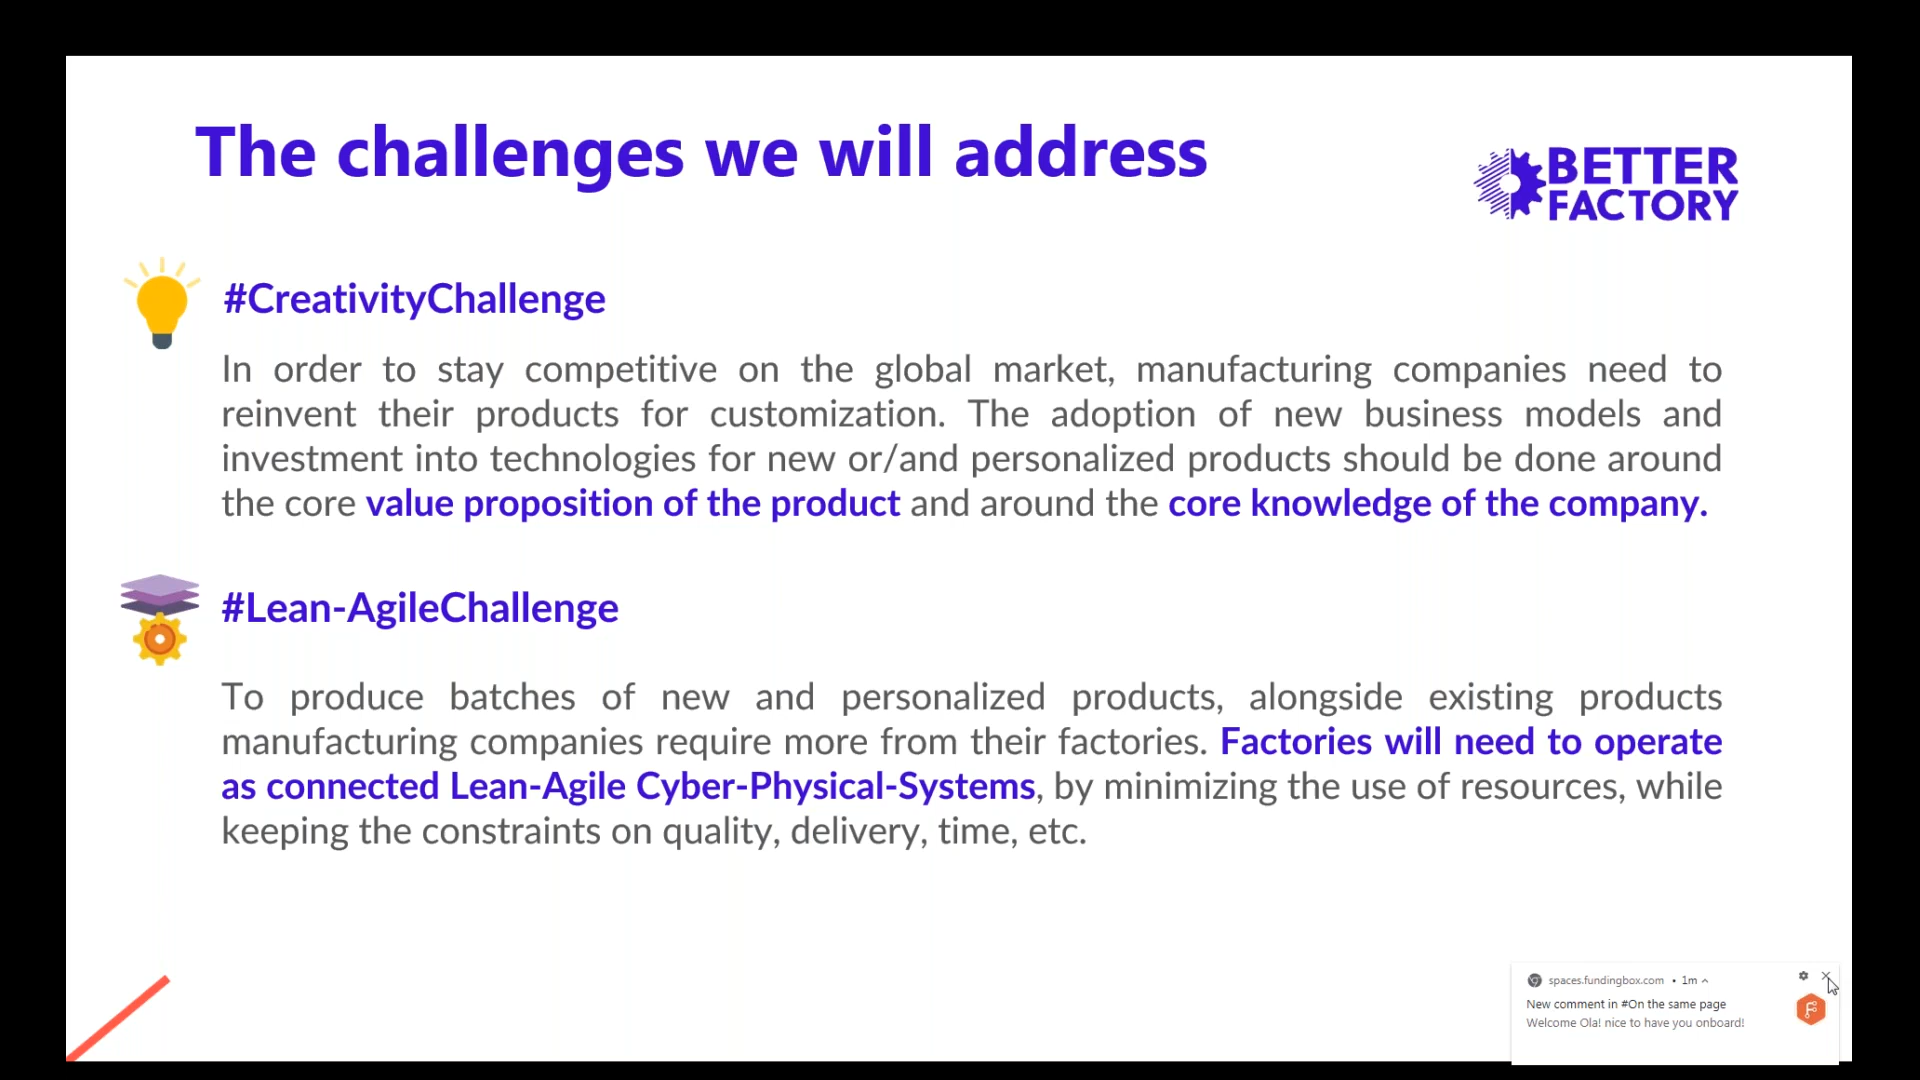 The challenges we will address
BETTER
FACTORY
#CreativityChallenge
In order to stay competitive on the global market, manufacturing companies need to
reinvent their products for customization. The adoption of new business models and
investment into technologies for new or/and personalized products should be done around
the core value proposition of the product and around the core knowledge of the company.
#Lean-AgileChallenge
To produce batches of new and personalized products, alongside existing products
manufacturing companies require more from their factories. Factories will need to operate
as connected Lean-Agile Cyber-Physical-Systems, by minimizing the use of resources, while
keeping the constraints on quality, delivery, time, etc.
spaces.fundingbox.com • 1m
New comment in #On the same page
Welcome Ola! nice to have you onboard!